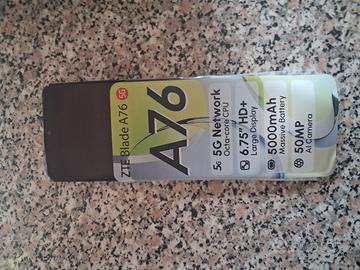 ZTE Blade A76 5G
A76
5G 5G Network
Octa-core CPU
6.75" HD+
Large Display
5000mAh
Massive Battery
50MP
AI Camera